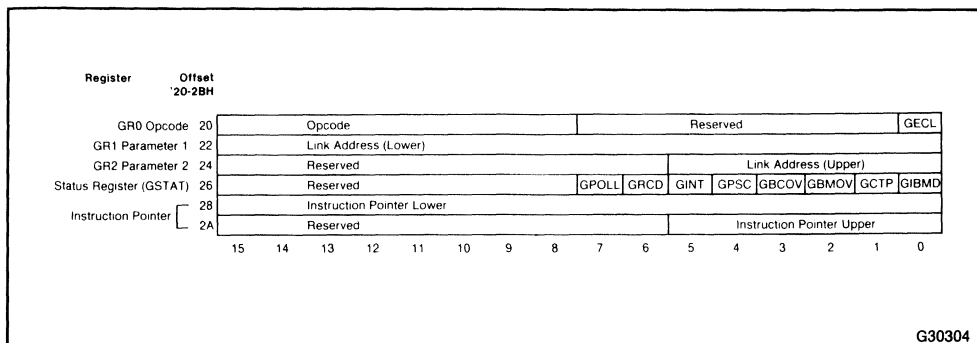 Register Offset
'20-2BH
GR0 Opcode 20 Opcode Reserved GECL
GR1 Parameter 1 22 Link Address (Lower)
GR2 Parameter 2 24 Reserved Link Address (Upper)
Status Register (GSTAT) 26 Reserved GPOLL GRCD GINT GPSC GBCOV GBMOV GCTP GIBMD
Instruction Pointer 28 Instruction Pointer Lower
2A Reserved Instruction Pointer Upper
15 14 13 12 11 10 9 8 7 6 5 4 3 2 1 0
G30304